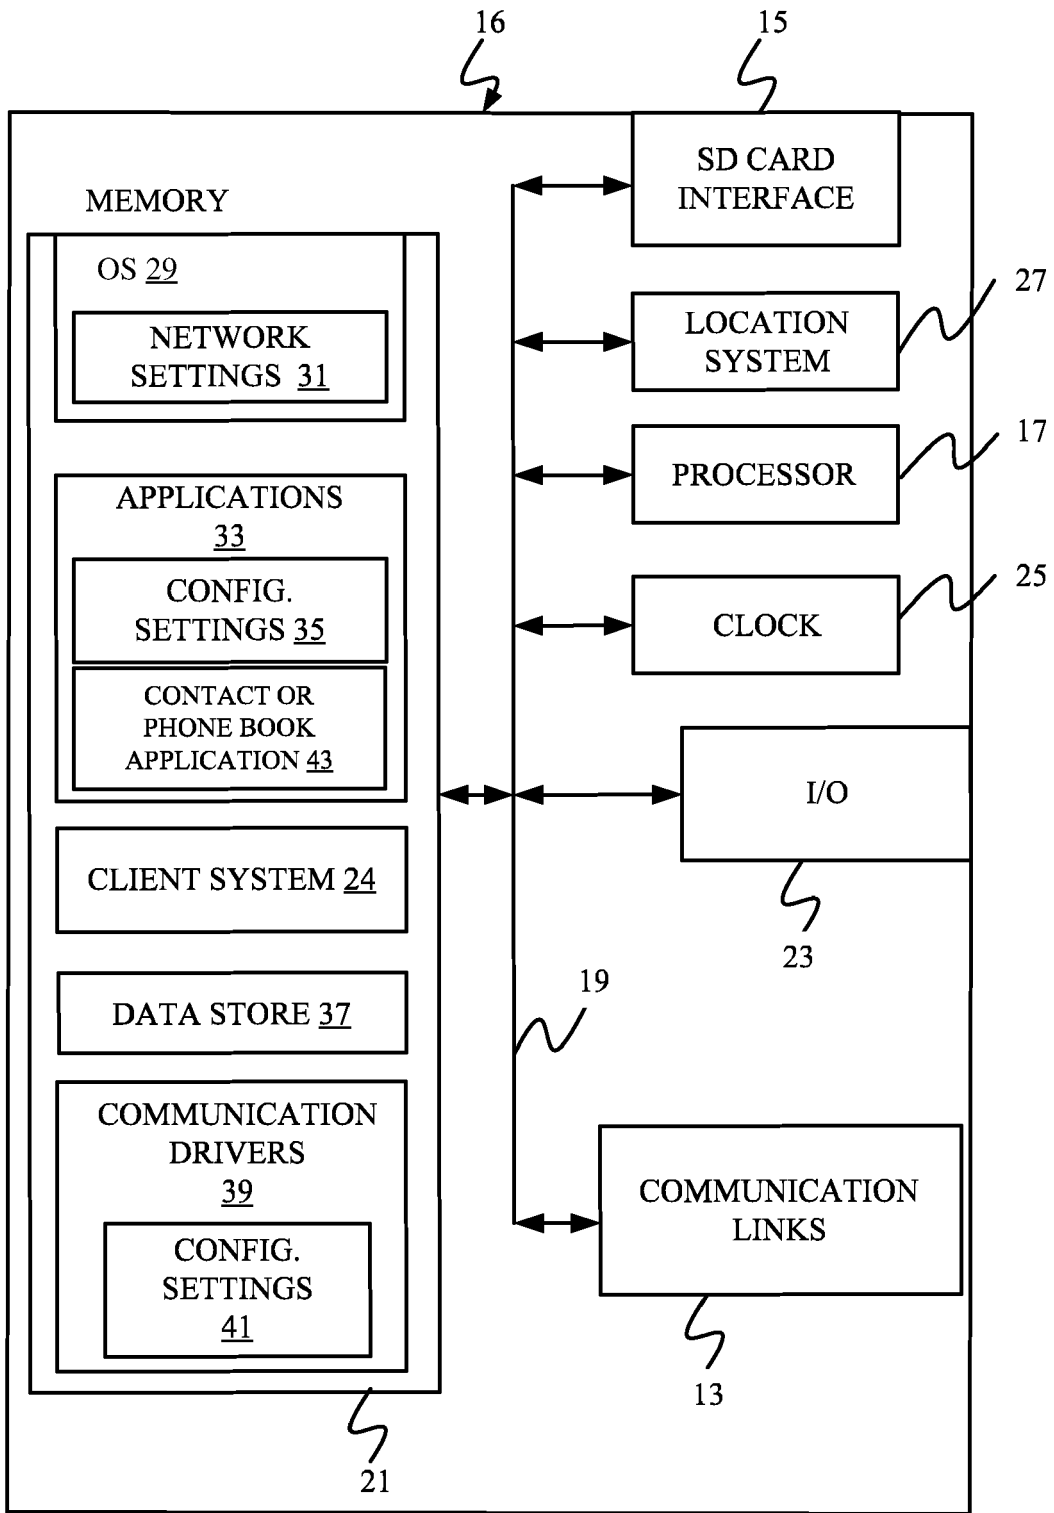 16
15
SD CARD
INTERFACE
MEMORY
OS 29
NETWORK
SETTINGS 31
27
LOCATION
SYSTEM
17
PROCESSOR
APPLICATIONS
33
CONFIG.
SETTINGS 35
CONTACT OR
PHONE BOOK
APPLICATION 43
25
CLOCK
I/O
23
CLIENT SYSTEM 24
19
DATA STORE 37
COMMUNICATION
DRIVERS
39
CONFIG.
SETTINGS
41
COMMUNICATION
LINKS
13
21